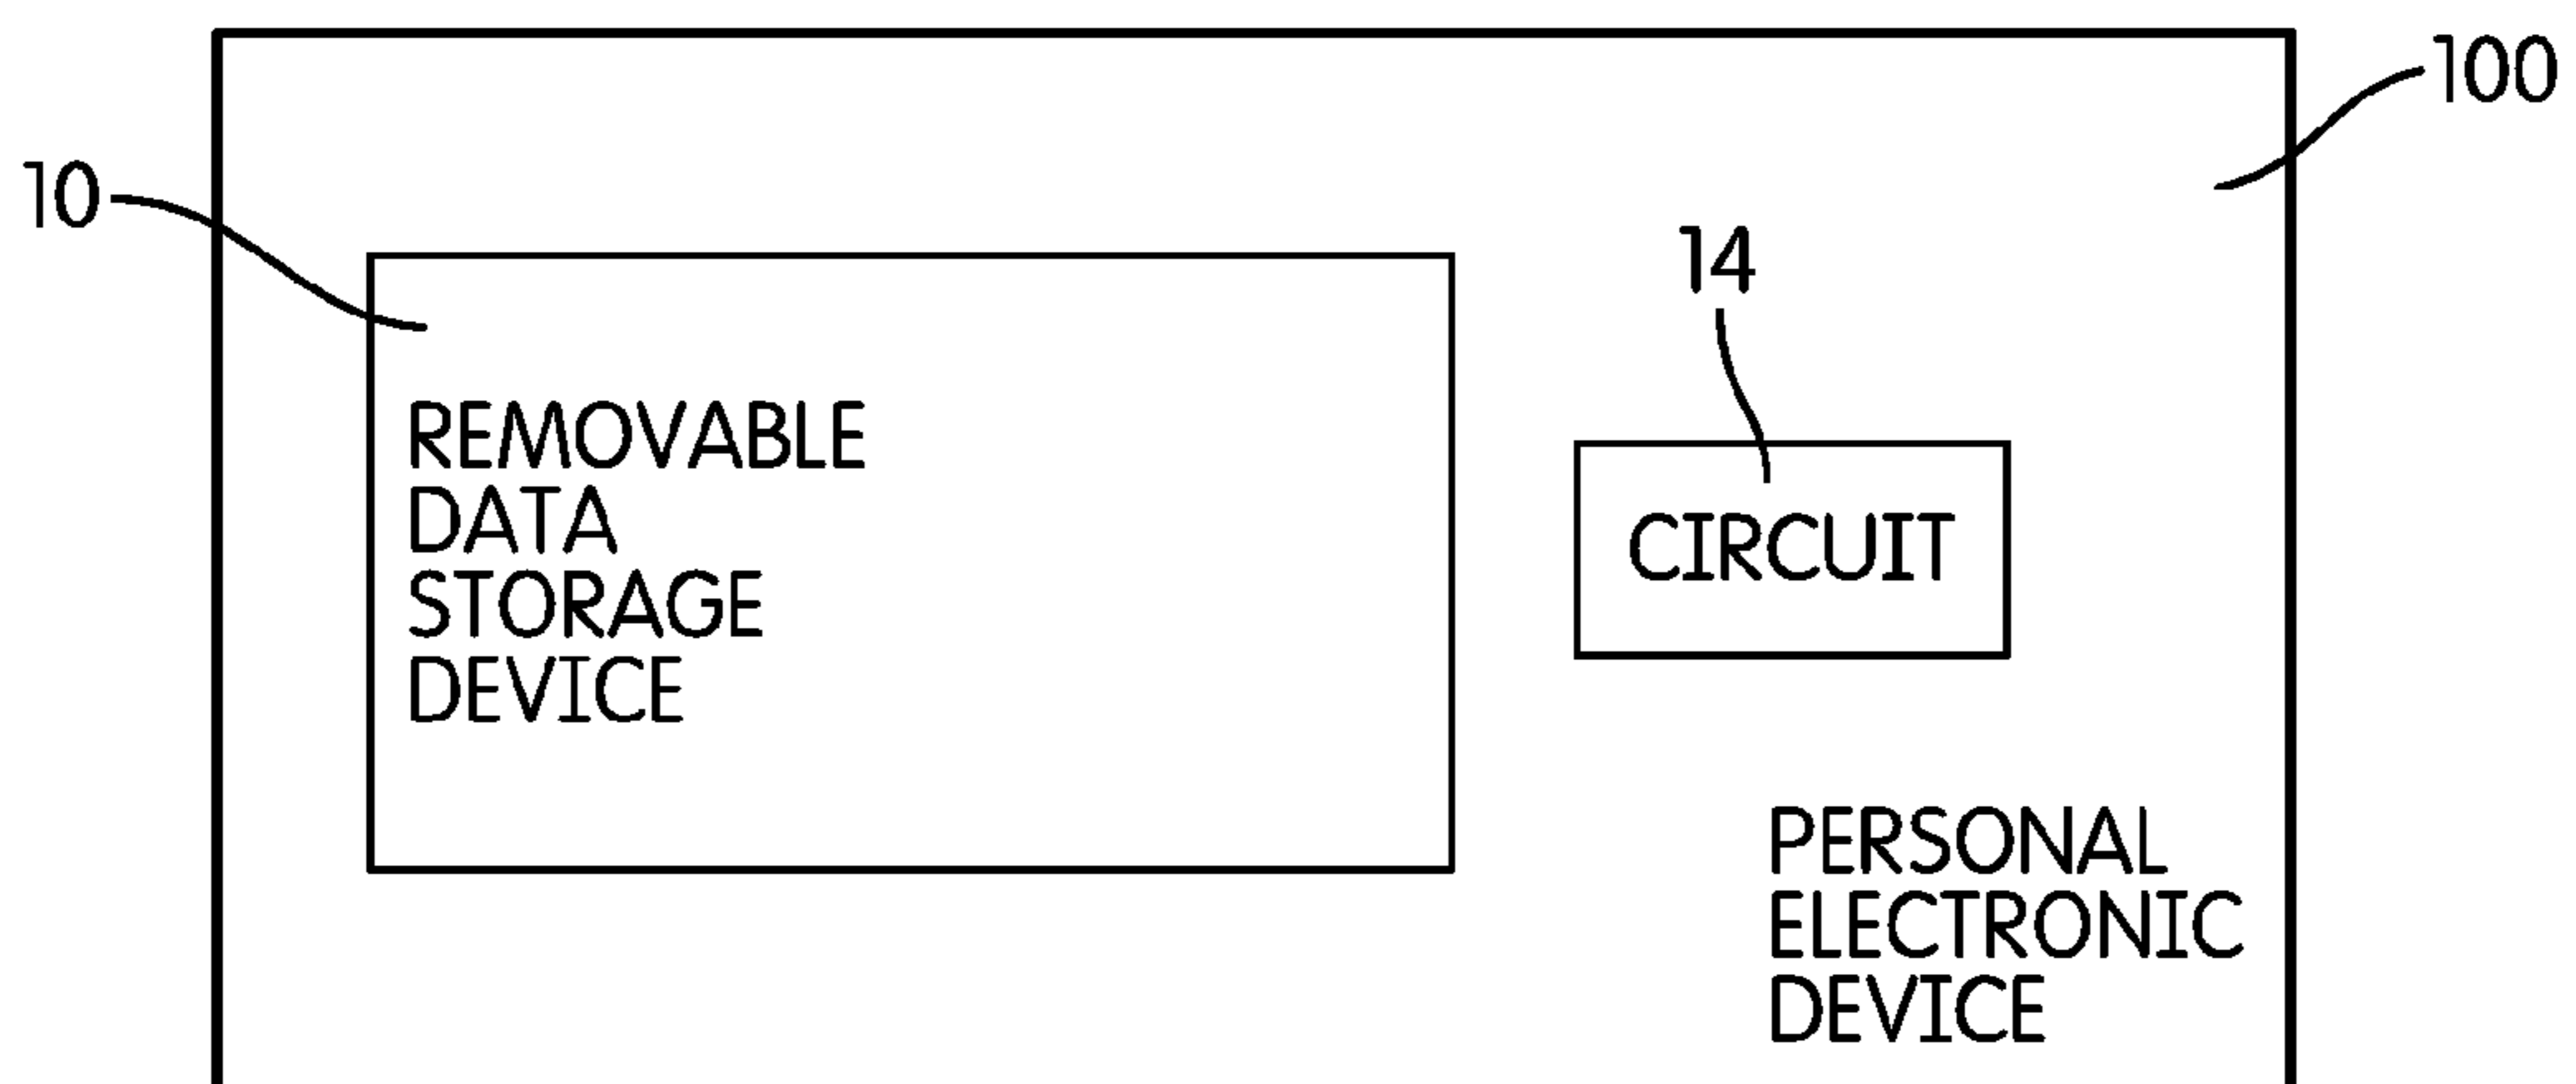 100
10
14
REMOVABLE
DATA
STORAGE
DEVICE
CIRCUIT
PERSONAL
ELECTRONIC
DEVICE